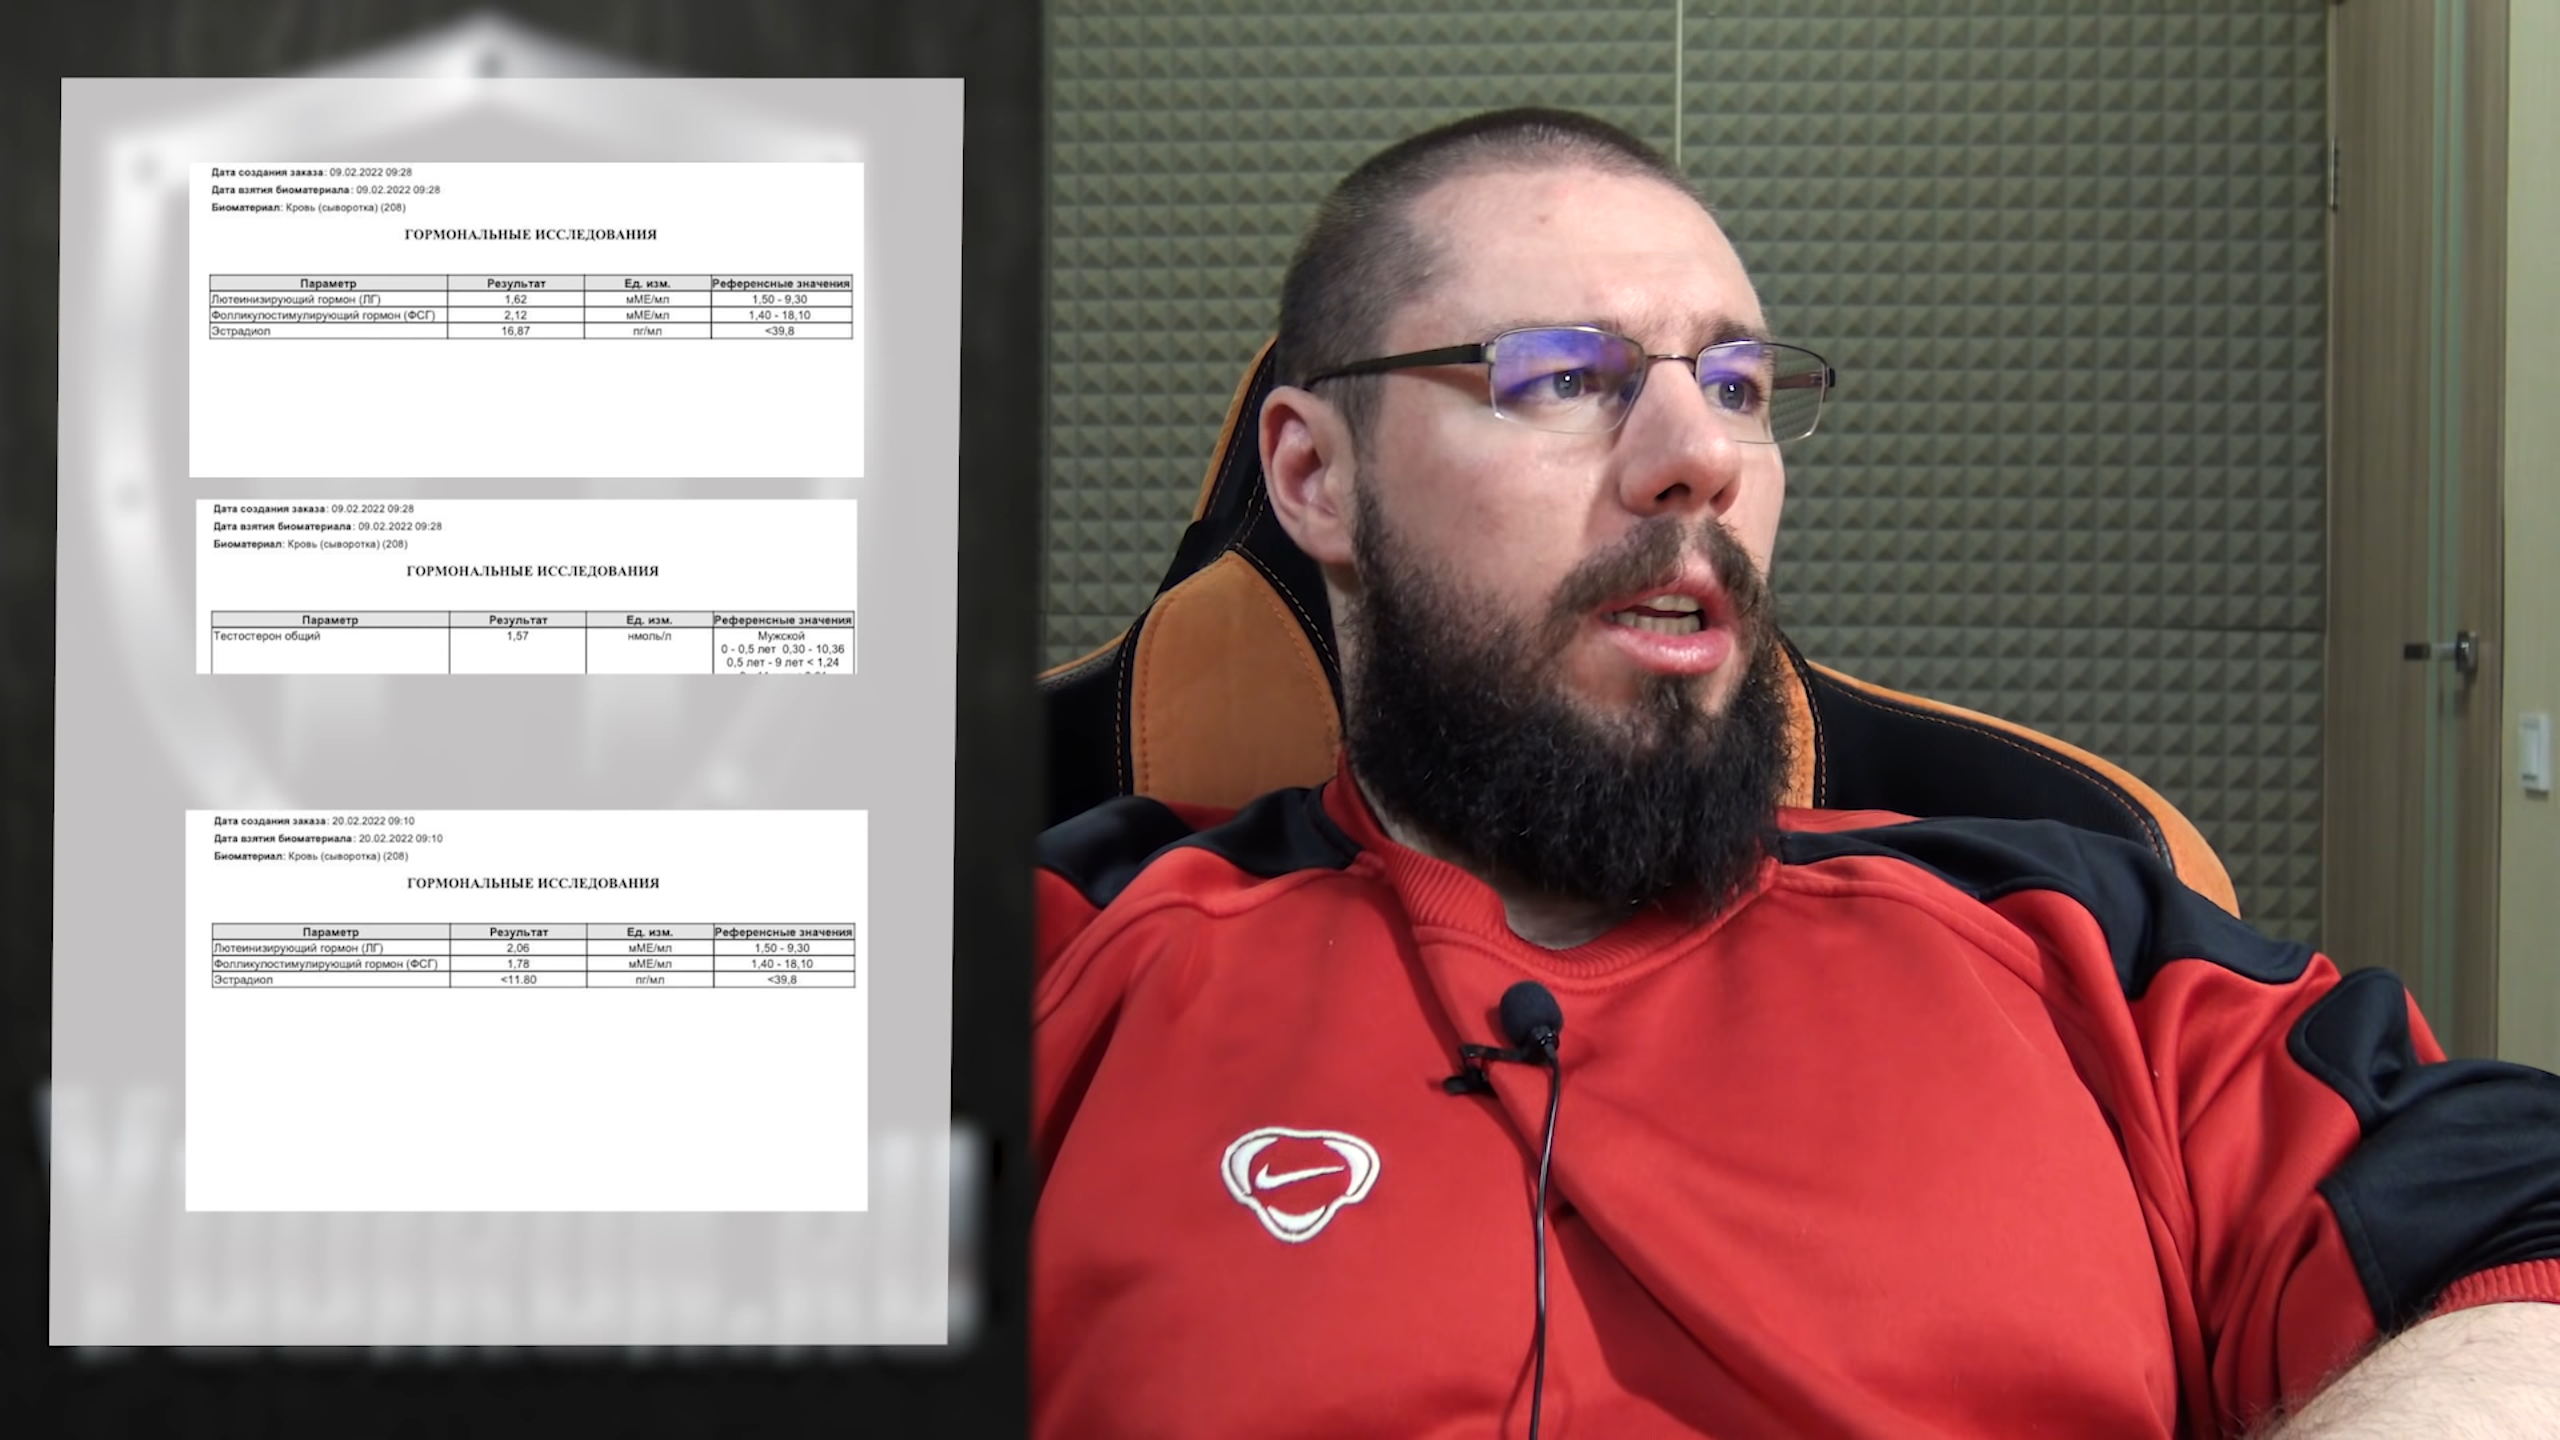 Дата создания заказа: 09.02.2022 09:28
Дата взятия биоматериала: 09.02.2022 09:28
Биоматериал: Кровь (сыворотка) (208)
ГОРМОНАЛЬНЫЕ ИССЛЕДОВАНИЯ
Параметр Результат Ед. изм. Референсные значения
Лютеинизирующий гормон (ЛГ) 1,62 мМЕ/мл 1,50 - 9,30
Фолликулостимулирующий гормон (ФСГ) 2,12 мМЕ/мл 1,40 - 18,10
Эстрадиол 16,87 пг/мл <39,8
Дата создания заказа: 09.02.2022 09:28
Дата взятия биоматериала: 09.02.2022 09:28
Биоматериал: Кровь (сыворотка) (208)
ГОРМОНАЛЬНЫЕ ИССЛЕДОВАНИЯ
Параметр Результат Ед. изм. Референсные значения
Тестостерон общий 1,57 нмоль/л Мужской
0 - 0,5 лет 0,30 - 10,36
0,5 лет - 9 лет < 1,24
Дата создания заказа: 20.02.2022 09:10
Дата взятия биоматериала: 20.02.2022 09:10
Биоматериал: Кровь (сыворотка) (208)
ГОРМОНАЛЬНЫЕ ИССЛЕДОВАНИЯ
Параметр Результат Ед. изм. Референсные значения
Лютеинизирующий гормон (ЛГ) 2,06 мМЕ/мл 1,50 - 9,30
Фолликулостимулирующий гормон (ФСГ) 1,78 мМЕ/мл 1,40 - 18,10
Эстрадиол <11.80 пг/мл <39,8